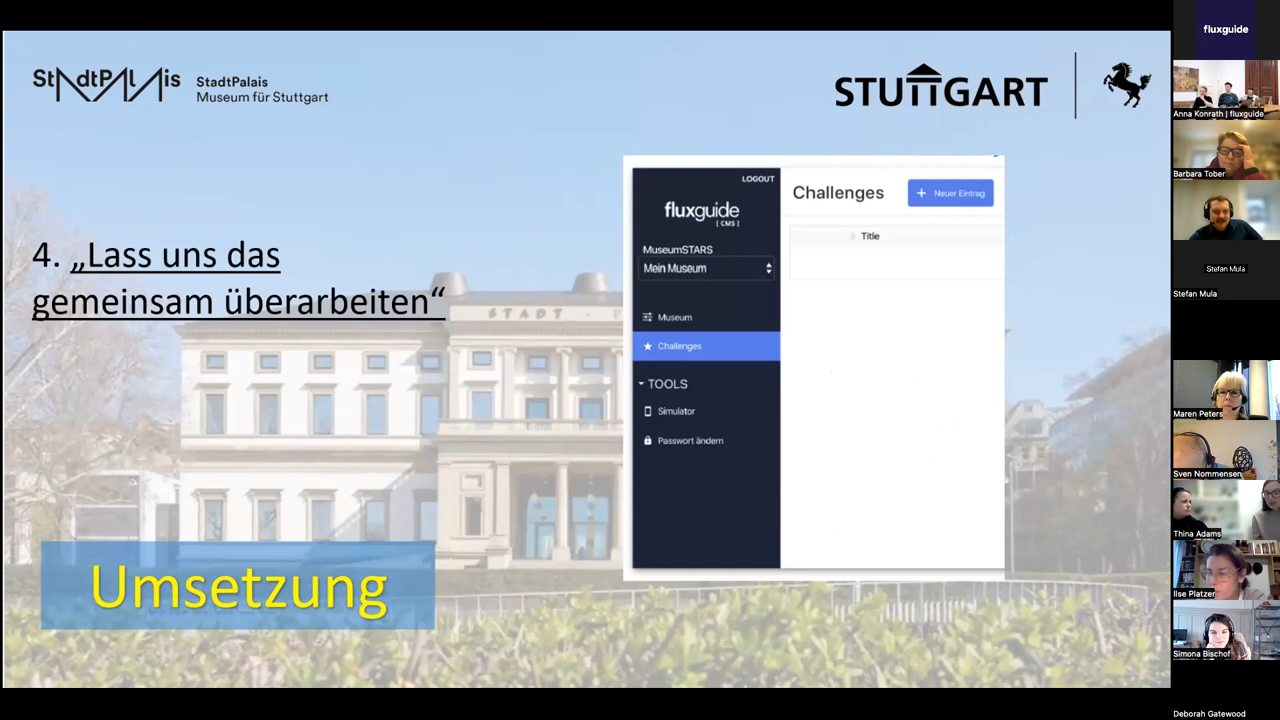 StadtPalais
StadtPalais
Museum für Stuttgart
STUTTGART
4. „Lass uns das
gemeinsam überarbeiten“
STADT
Umsetzung
LOGOUT
fluxguide
[ CMS ]
MuseumSTARS
Mein Museum
Museum
Challenges
TOOLS
Simulator
Passwort ändern
Challenges
+ Neuer Eintrag
Title
fluxguide
Anna Konrath | fluxguide
Barbara Tober
Stefan Mula
Stefan Mula
Maren Peters
Sven Nommensen
Thina Adams
Ilse Platzer
Simona Bischof
Deborah Gatewood